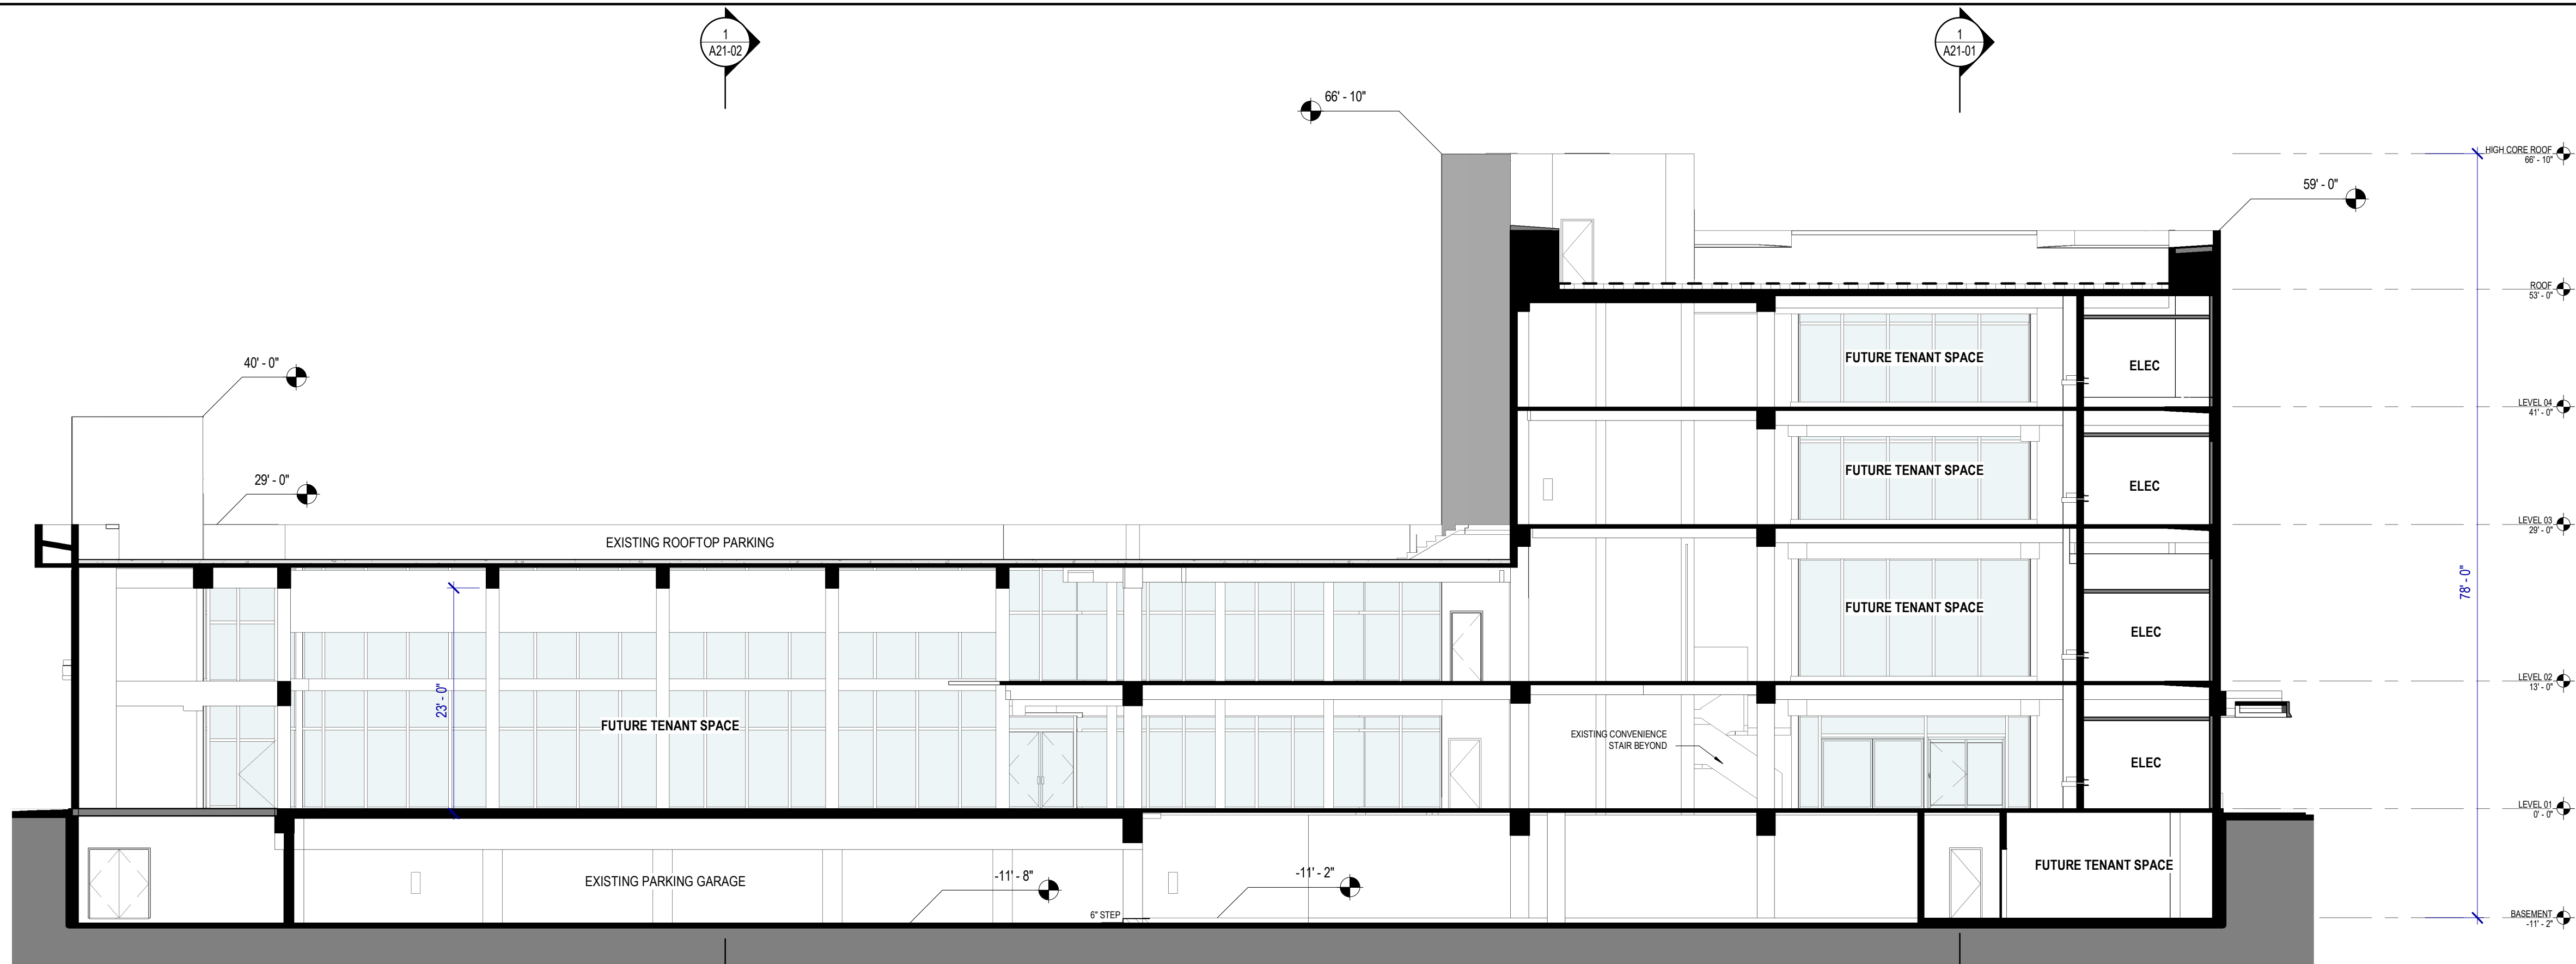 1
A21-02
1
A21-01
66' - 10"
HIGH CORE ROOF
66' - 10"
59' - 0"
ROOF
53' - 0"
40' - 0"
FUTURE TENANT SPACE
ELEC
LEVEL 04
41' - 0"
29' - 0"
FUTURE TENANT SPACE
ELEC
LEVEL 03
29' - 0"
EXISTING ROOFTOP PARKING
78' - 0"
FUTURE TENANT SPACE
ELEC
LEVEL 02
13' - 0"
23' - 0"
FUTURE TENANT SPACE
EXISTING CONVENIENCE
STAIR BEYOND
ELEC
LEVEL 01
0' - 0"
EXISTING PARKING GARAGE
-11' - 8"
-11' - 2"
FUTURE TENANT SPACE
6" STEP
BASEMENT
-11' - 2"